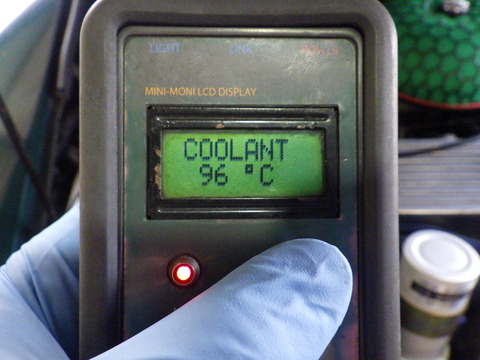 LIGHT LINK
MINI-MONI LCD DISPLAY
COOLANT
96 °C